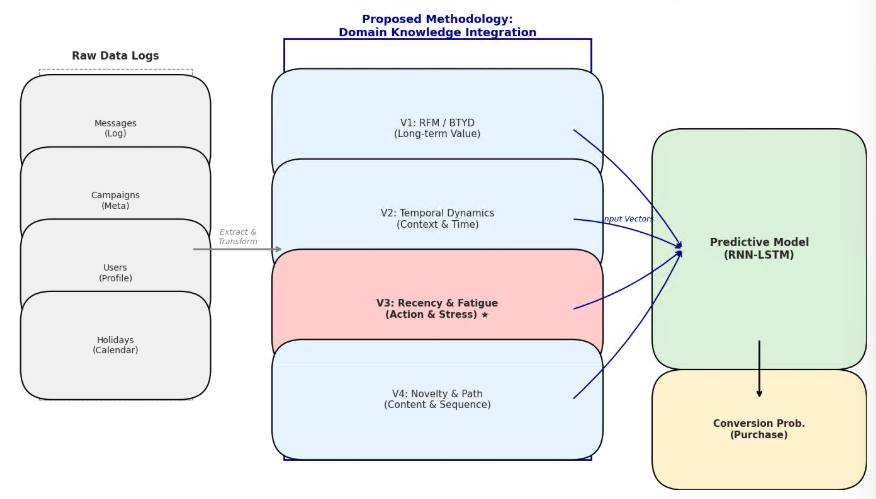 Proposed Methodology:
Domain Knowledge Integration
Raw Data Logs
Messages
(Log)
Campaigns
(Meta)
Users
(Profile)
Holidays
(Calendar)
Extract &
Transform
V1: RFM / BTYD
(Long-term Value)
V2: Temporal Dynamics
(Context & Time)
V3: Recency & Fatigue
(Action & Stress) ★
V4: Novelty & Path
(Content & Sequence)
Input Vectors
Predictive Model
(RNN-LSTM)
Conversion Prob.
(Purchase)